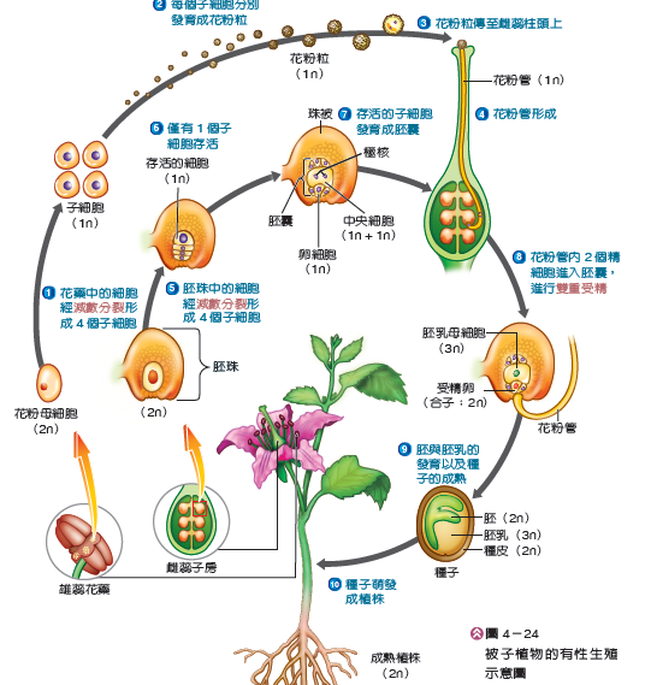 2 每個子細胞分別
發育成花粉粒
3 花粉粒傳至雌蕊柱頭上
花粉粒
(1n)
花粉管 (1n)
4 花粉管形成
珠被
7 存活的子細胞
發育成胚囊
6 僅有 1 個子
細胞存活
存活的細胞
(1n)
極核
胚囊
中央細胞
(1n+1n)
卵細胞
(1n)
子細胞
(1n)
8 花粉管內 2 個精
細胞進入胚囊，
進行雙重受精
1 花藥中的細胞
經減數分裂形
成 4 個子細胞
5 胚珠中的細胞
經減數分裂形
成 4 個子細胞
胚乳母細胞
(3n)
胚珠
受精卵
(合子：2n)
花粉管
花粉母細胞
(2n)
(2n)
9 胚與胚乳的
發育以及種
子的成熟
胚 (2n)
胚乳 (3n)
種皮 (2n)
種子
雌蕊子房
雄蕊花藥
10 種子萌發
成植株
成熟植株
(2n)
圖 4－24
被子植物的有性生殖
示意圖